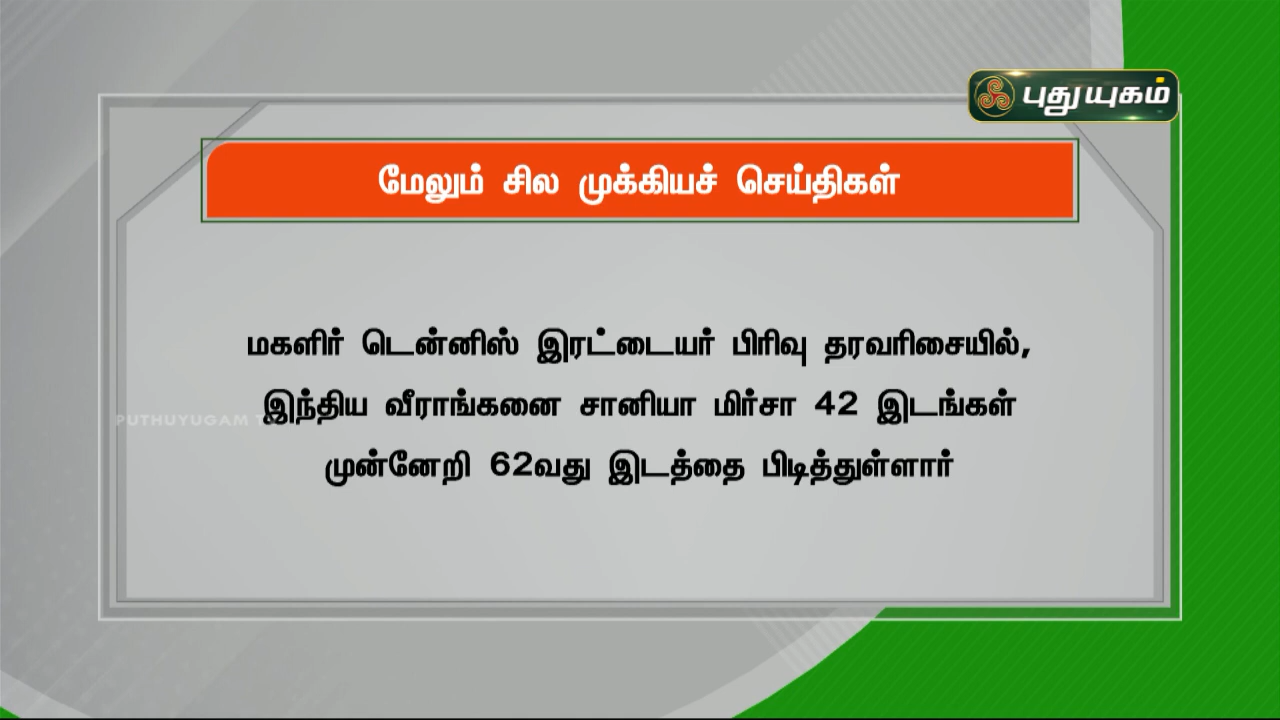 புதுயுகம்
மேலும் சில முக்கியச் செய்திகள்
மகளிர் டென்னிஸ் இரட்டையர் பிரிவு தரவரிசையில்,
இந்திய வீராங்கனை சானியா மிர்சா 42 இடங்கள்
முன்னேறி 62வது இடத்தை பிடித்துள்ளார்
PUTHUYUGAM T